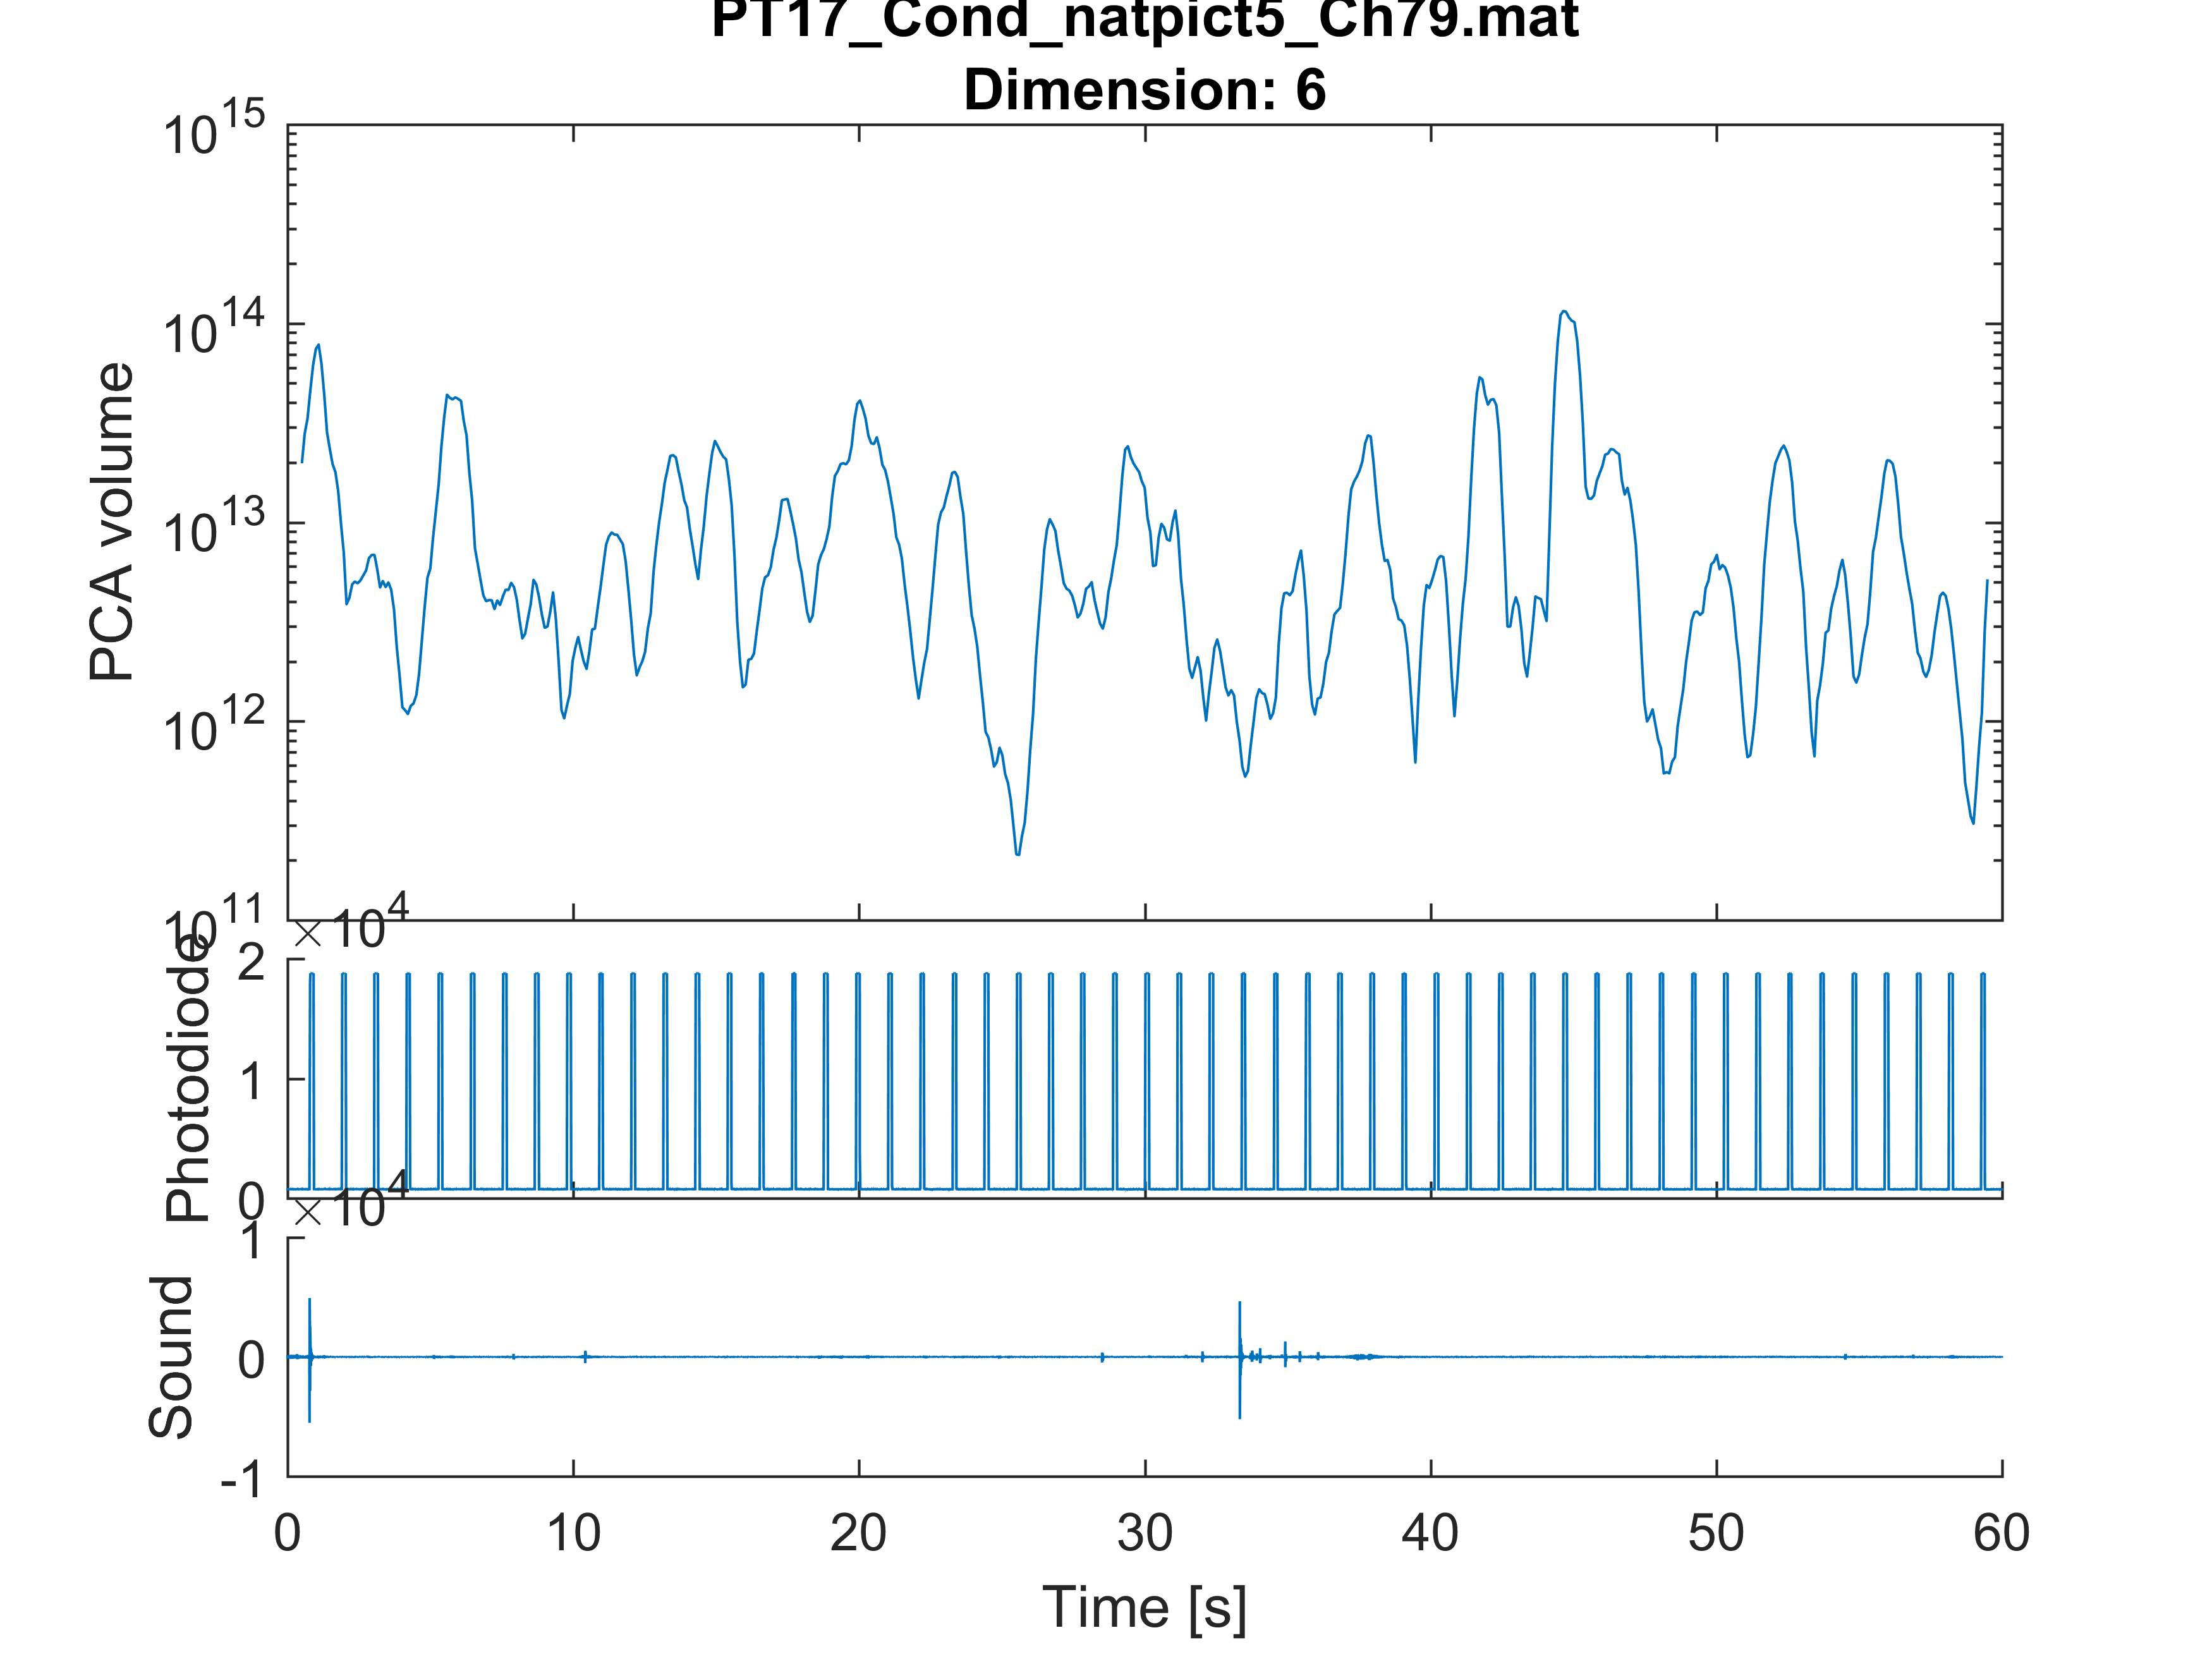 PT17_Cond_natpict5_Ch79.mat
Dimension: 6
PCA volume
10^15
10^14
10^13
10^12
10^11
× 10^4
Photodiode
2
1
0
× 10^4
Sound
1
0
-1
0 10 20 30 40 50 60
Time [s]